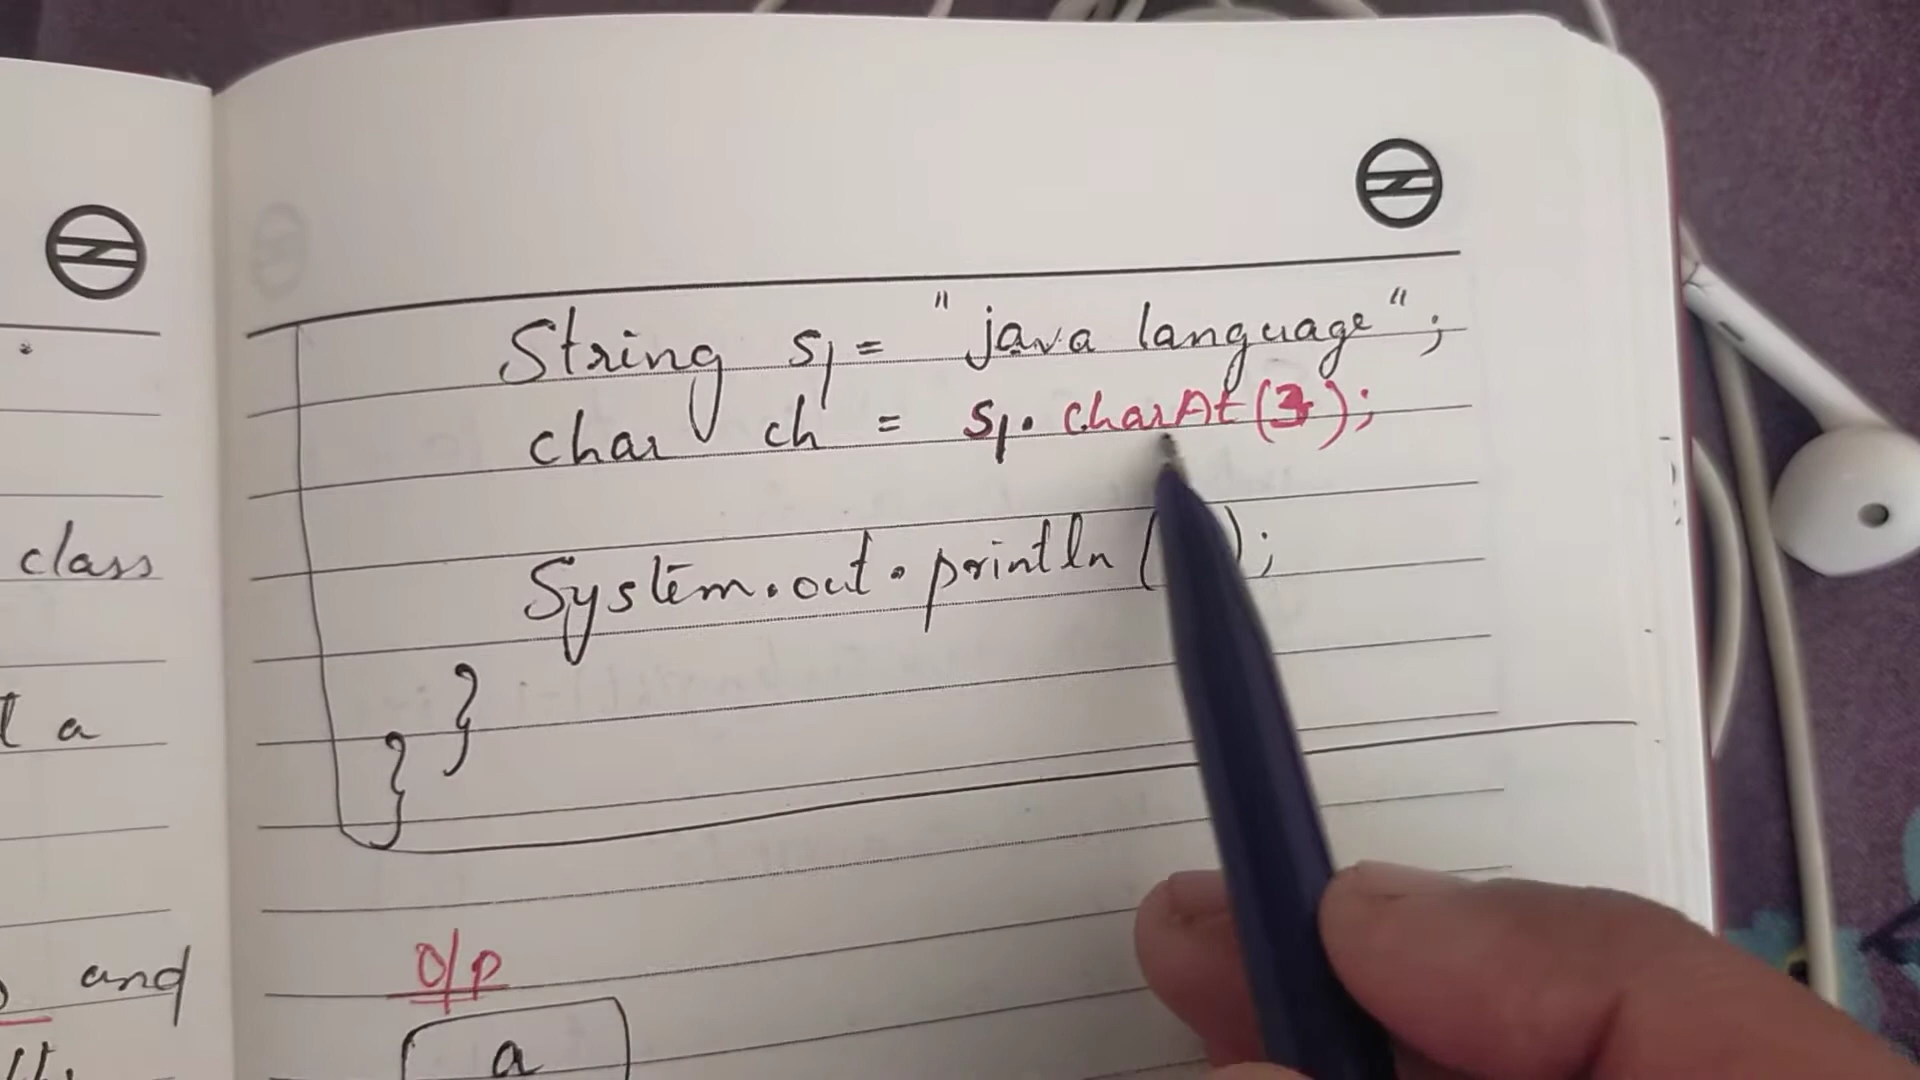 class
t a
and
String s1 = "java language";
char ch = s1.charAt(3);
System.out.println ( );
}
}
O/P
a